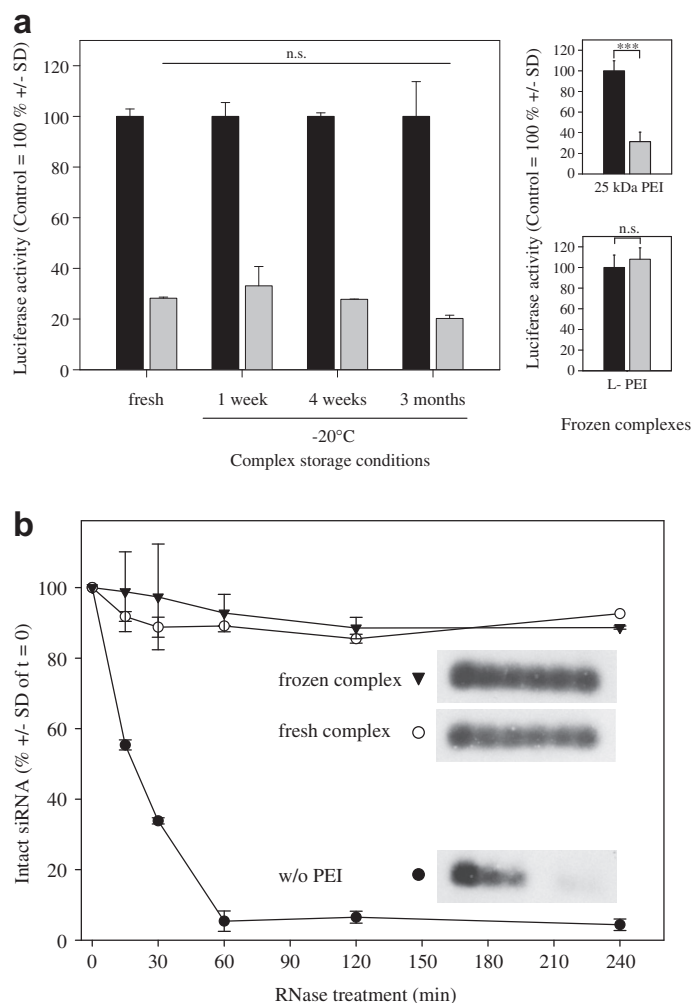 a
Luciferase activity (Control = 100 % +/- SD)
120
100
80
60
40
20
0
n.s.
fresh
1 week
4 weeks
3 months
-20°C
Complex storage conditions
Luciferase activity (Control = 100 % +/- SD)
120
100
80
60
40
20
0
***
25 kDa PEI
n.s.
120
100
80
60
40
20
0
L- PEI
Frozen complexes
b
Intact siRNA (% +/- SD of t = 0)
100
80
60
40
20
0
frozen complex
fresh complex
w/o PEI
0
30
60
90
120
150
180
210
240
RNase treatment (min)